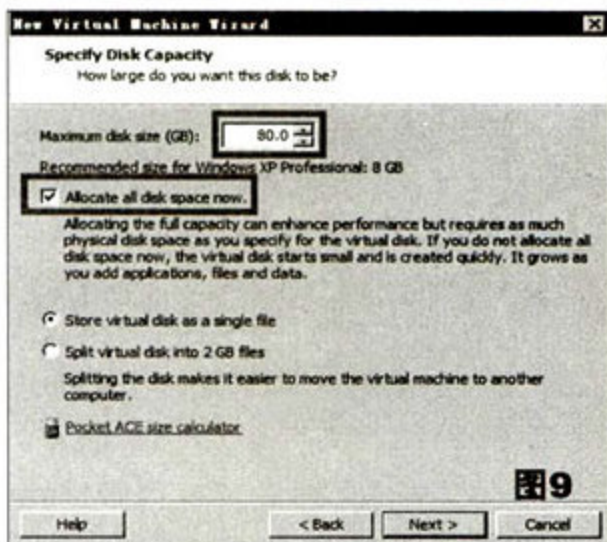 New Virtual Machine Wizard
Specify Disk Capacity
How large do you want this disk to be?
Maximum disk size (GB): 80.0
Recommended size for Windows XP Professional: 8 GB
Allocate all disk space now.
Allocating the full capacity can enhance performance but requires as much
physical disk space as you specify for the virtual disk. If you do not allocate all
disk space now, the virtual disk starts small and is created quickly. It grows as
you add applications, files and data.
Store virtual disk as a single file
Split virtual disk into 2 GB files
Splitting the disk makes it easier to move the virtual machine to another
computer.
Pocket ACE size calculator
图9
Help < Back Next > Cancel